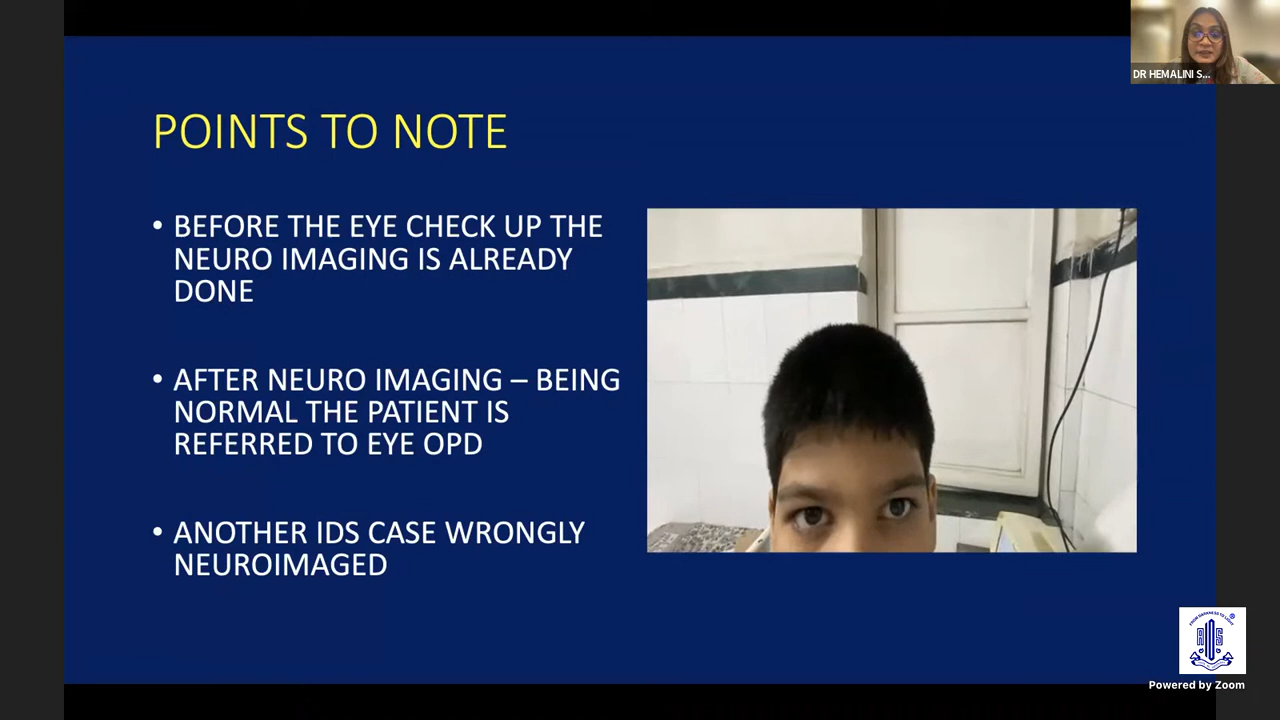 DR HEMALINI S...
POINTS TO NOTE
• BEFORE THE EYE CHECK UP THE
NEURO IMAGING IS ALREADY
DONE
• AFTER NEURO IMAGING – BEING
NORMAL THE PATIENT IS
REFERRED TO EYE OPD
• ANOTHER IDS CASE WRONGLY
NEUROIMAGED
Powered by Zoom